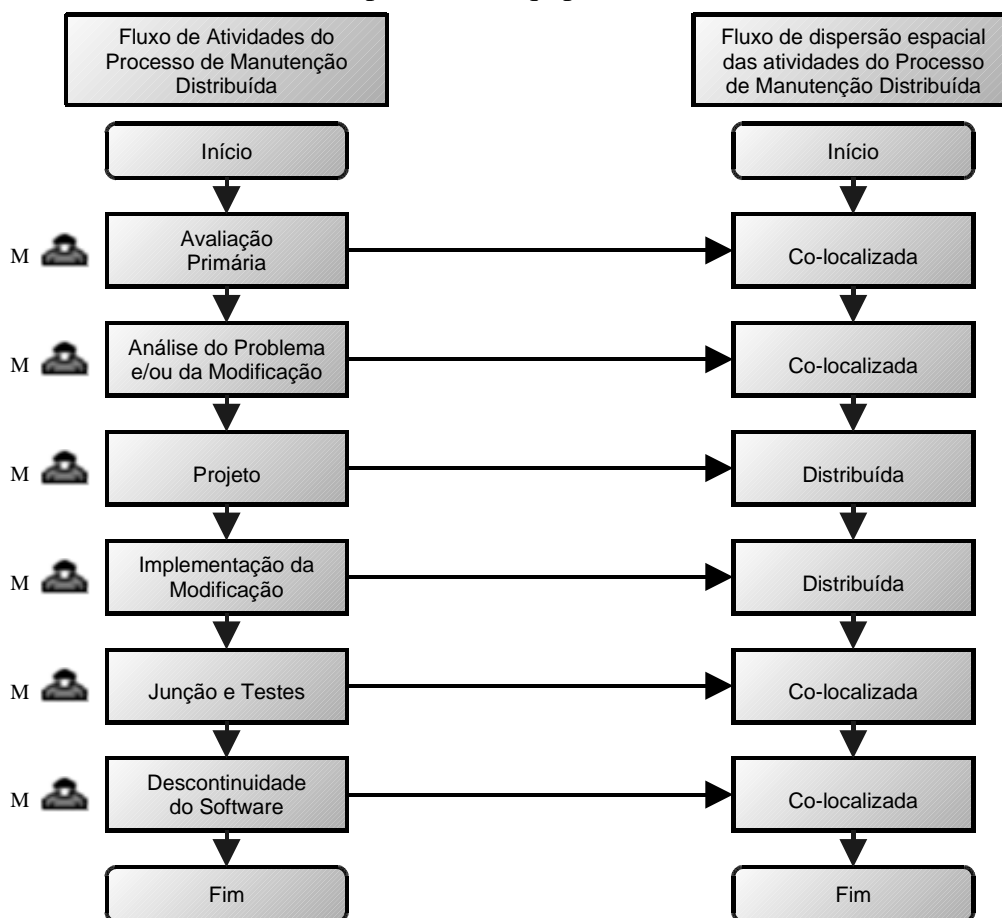 Fluxo de Atividades do
Processo de Manutenção
Distribuída
Fluxo de dispersão espacial
das atividades do Processo
de Manutenção Distribuída
Início
Início
M
Avaliação
Primária
Co-localizada
M
Análise do Problema
e/ou da Modificação
Co-localizada
M
Projeto
Distribuída
M
Implementação da
Modificação
Distribuída
M
Junção e Testes
Co-localizada
M
Descontinuidade
do Software
Co-localizada
Fim
Fim